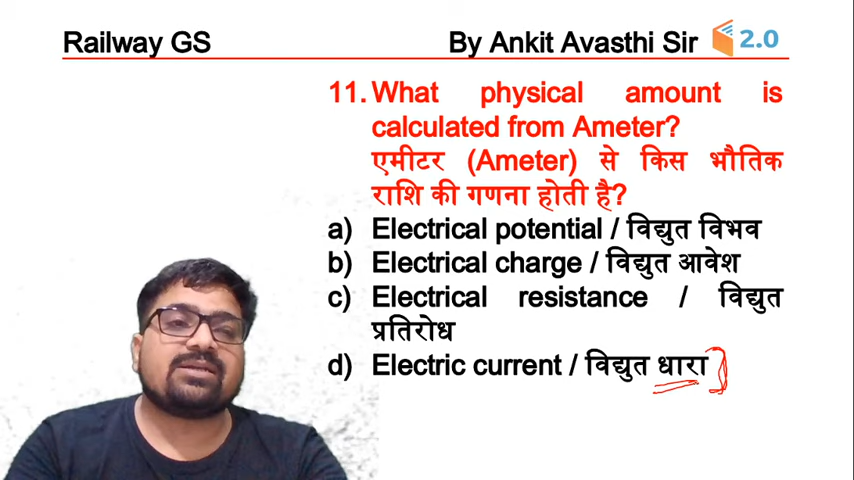 Railway GS
By Ankit Avasthi Sir 2.0
11. What physical amount is
calculated from Ameter?
एमीटर (Ameter) से किस भौतिक
राशि की गणना होती है?
a) Electrical potential / विद्युत विभव
b) Electrical charge / विद्युत आवेश
c) Electrical resistance / विद्युत
प्रतिरोध
d) Electric current / विद्युत धारा